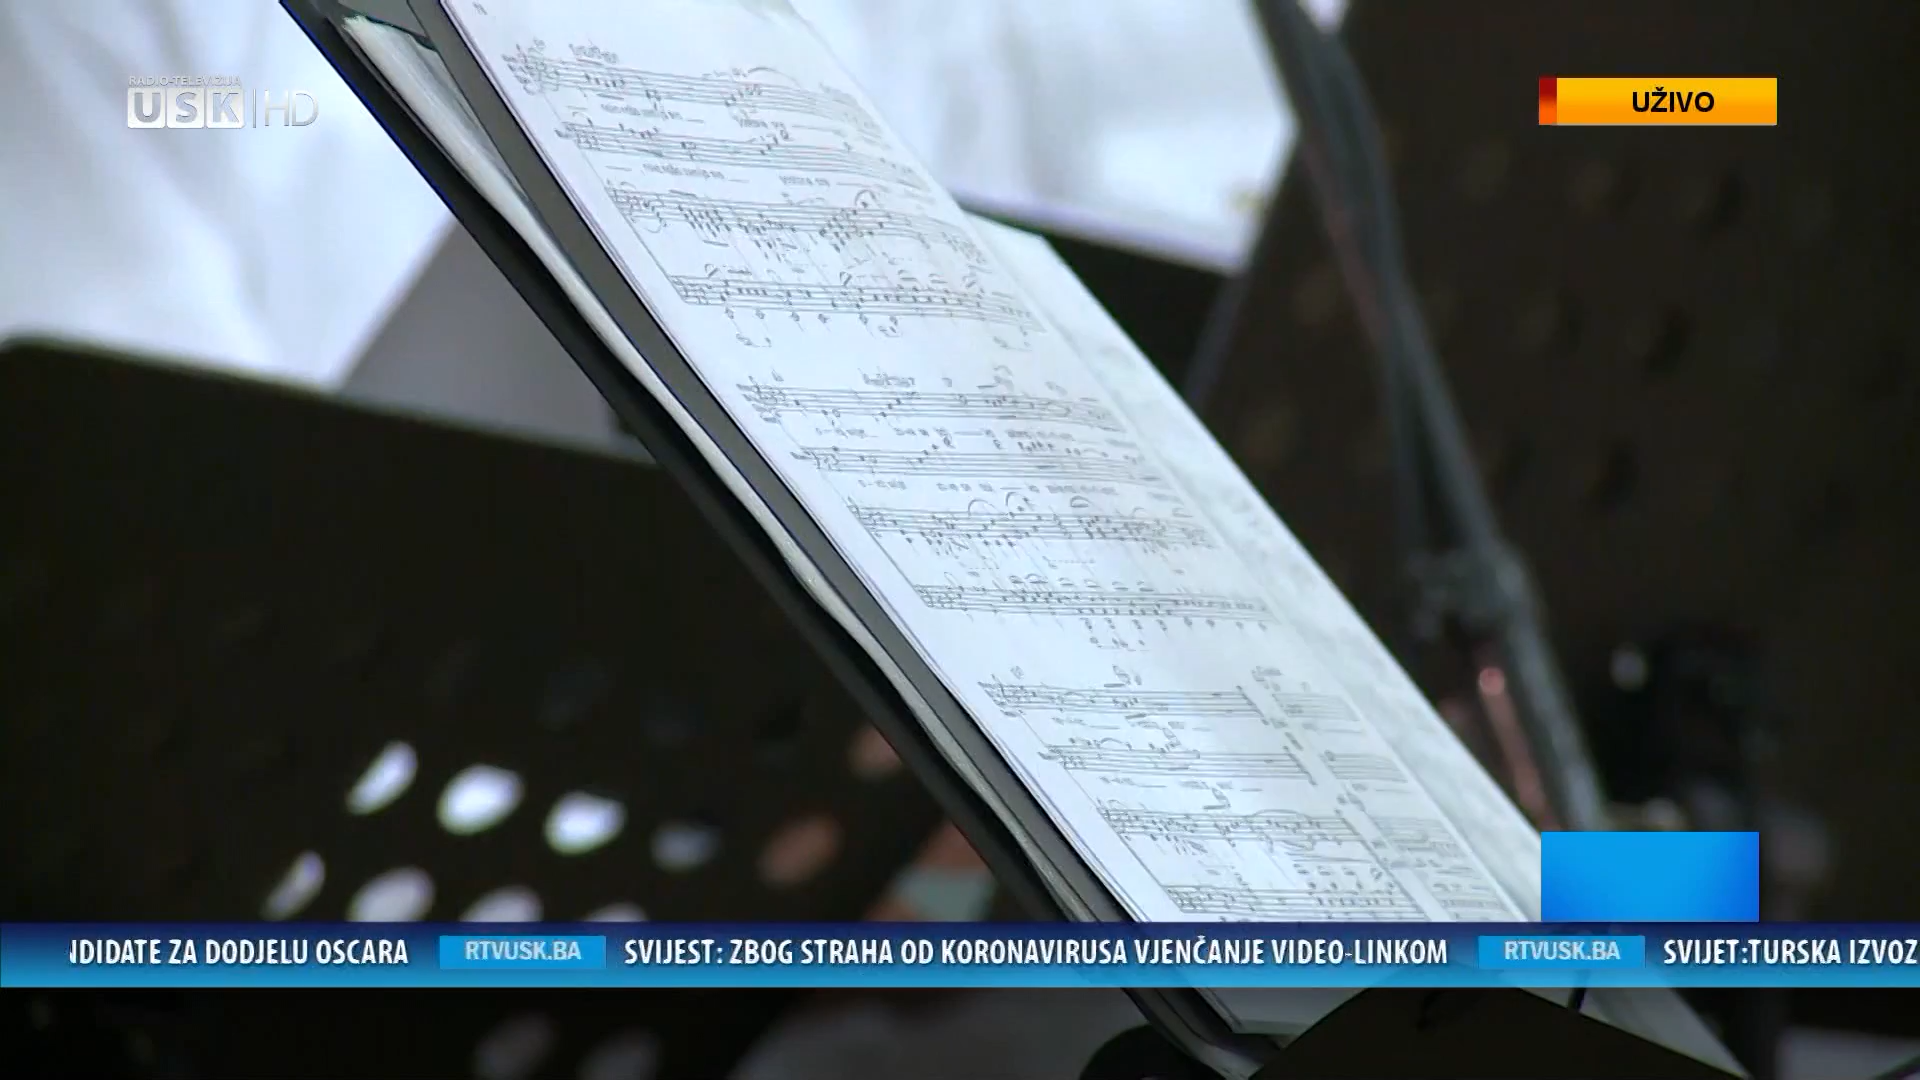 RADIO-TELEVIZIJA
USK HD
UŽIVO
NDIDATE ZA DODJELU OSCARA RTVUSK.BA SVIJEST: ZBOG STRAHA OD KORONAVIRUSA VJENČANJE VIDEO-LINKOM RTVUSK.BA SVIJET:TURSKA IZVOZ